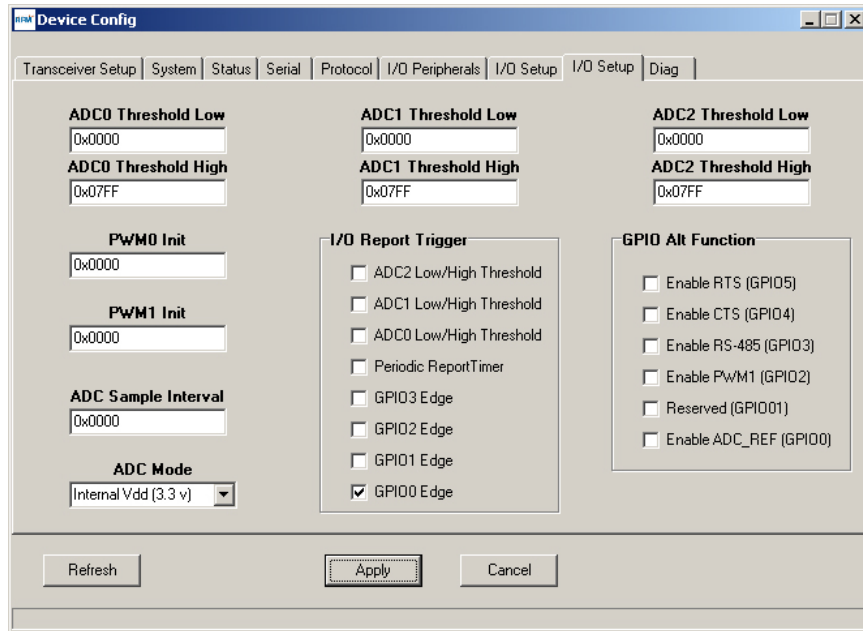 RFM Device Config
Transceiver Setup System Status Serial Protocol I/O Peripherals I/O Setup I/O Setup Diag
ADC0 Threshold Low ADC1 Threshold Low ADC2 Threshold Low
0x0000 0x0000 0x0000
ADC0 Threshold High ADC1 Threshold High ADC2 Threshold High
0x07FF 0x07FF 0x07FF
PWM0 Init
0x0000
PWM1 Init
0x0000
ADC Sample Interval
0x0000
ADC Mode
Internal Vdd (3.3 v)
I/O Report Trigger
ADC2 Low/High Threshold
ADC1 Low/High Threshold
ADC0 Low/High Threshold
Periodic ReportTimer
GPIO3 Edge
GPIO2 Edge
GPIO1 Edge
GPIO0 Edge
GPIO Alt Function
Enable RTS (GPIO5)
Enable CTS (GPIO4)
Enable RS-485 (GPIO3)
Enable PWM1 (GPIO2)
Reserved (GPIO01)
Enable ADC_REF (GPIO0)
Refresh Apply Cancel